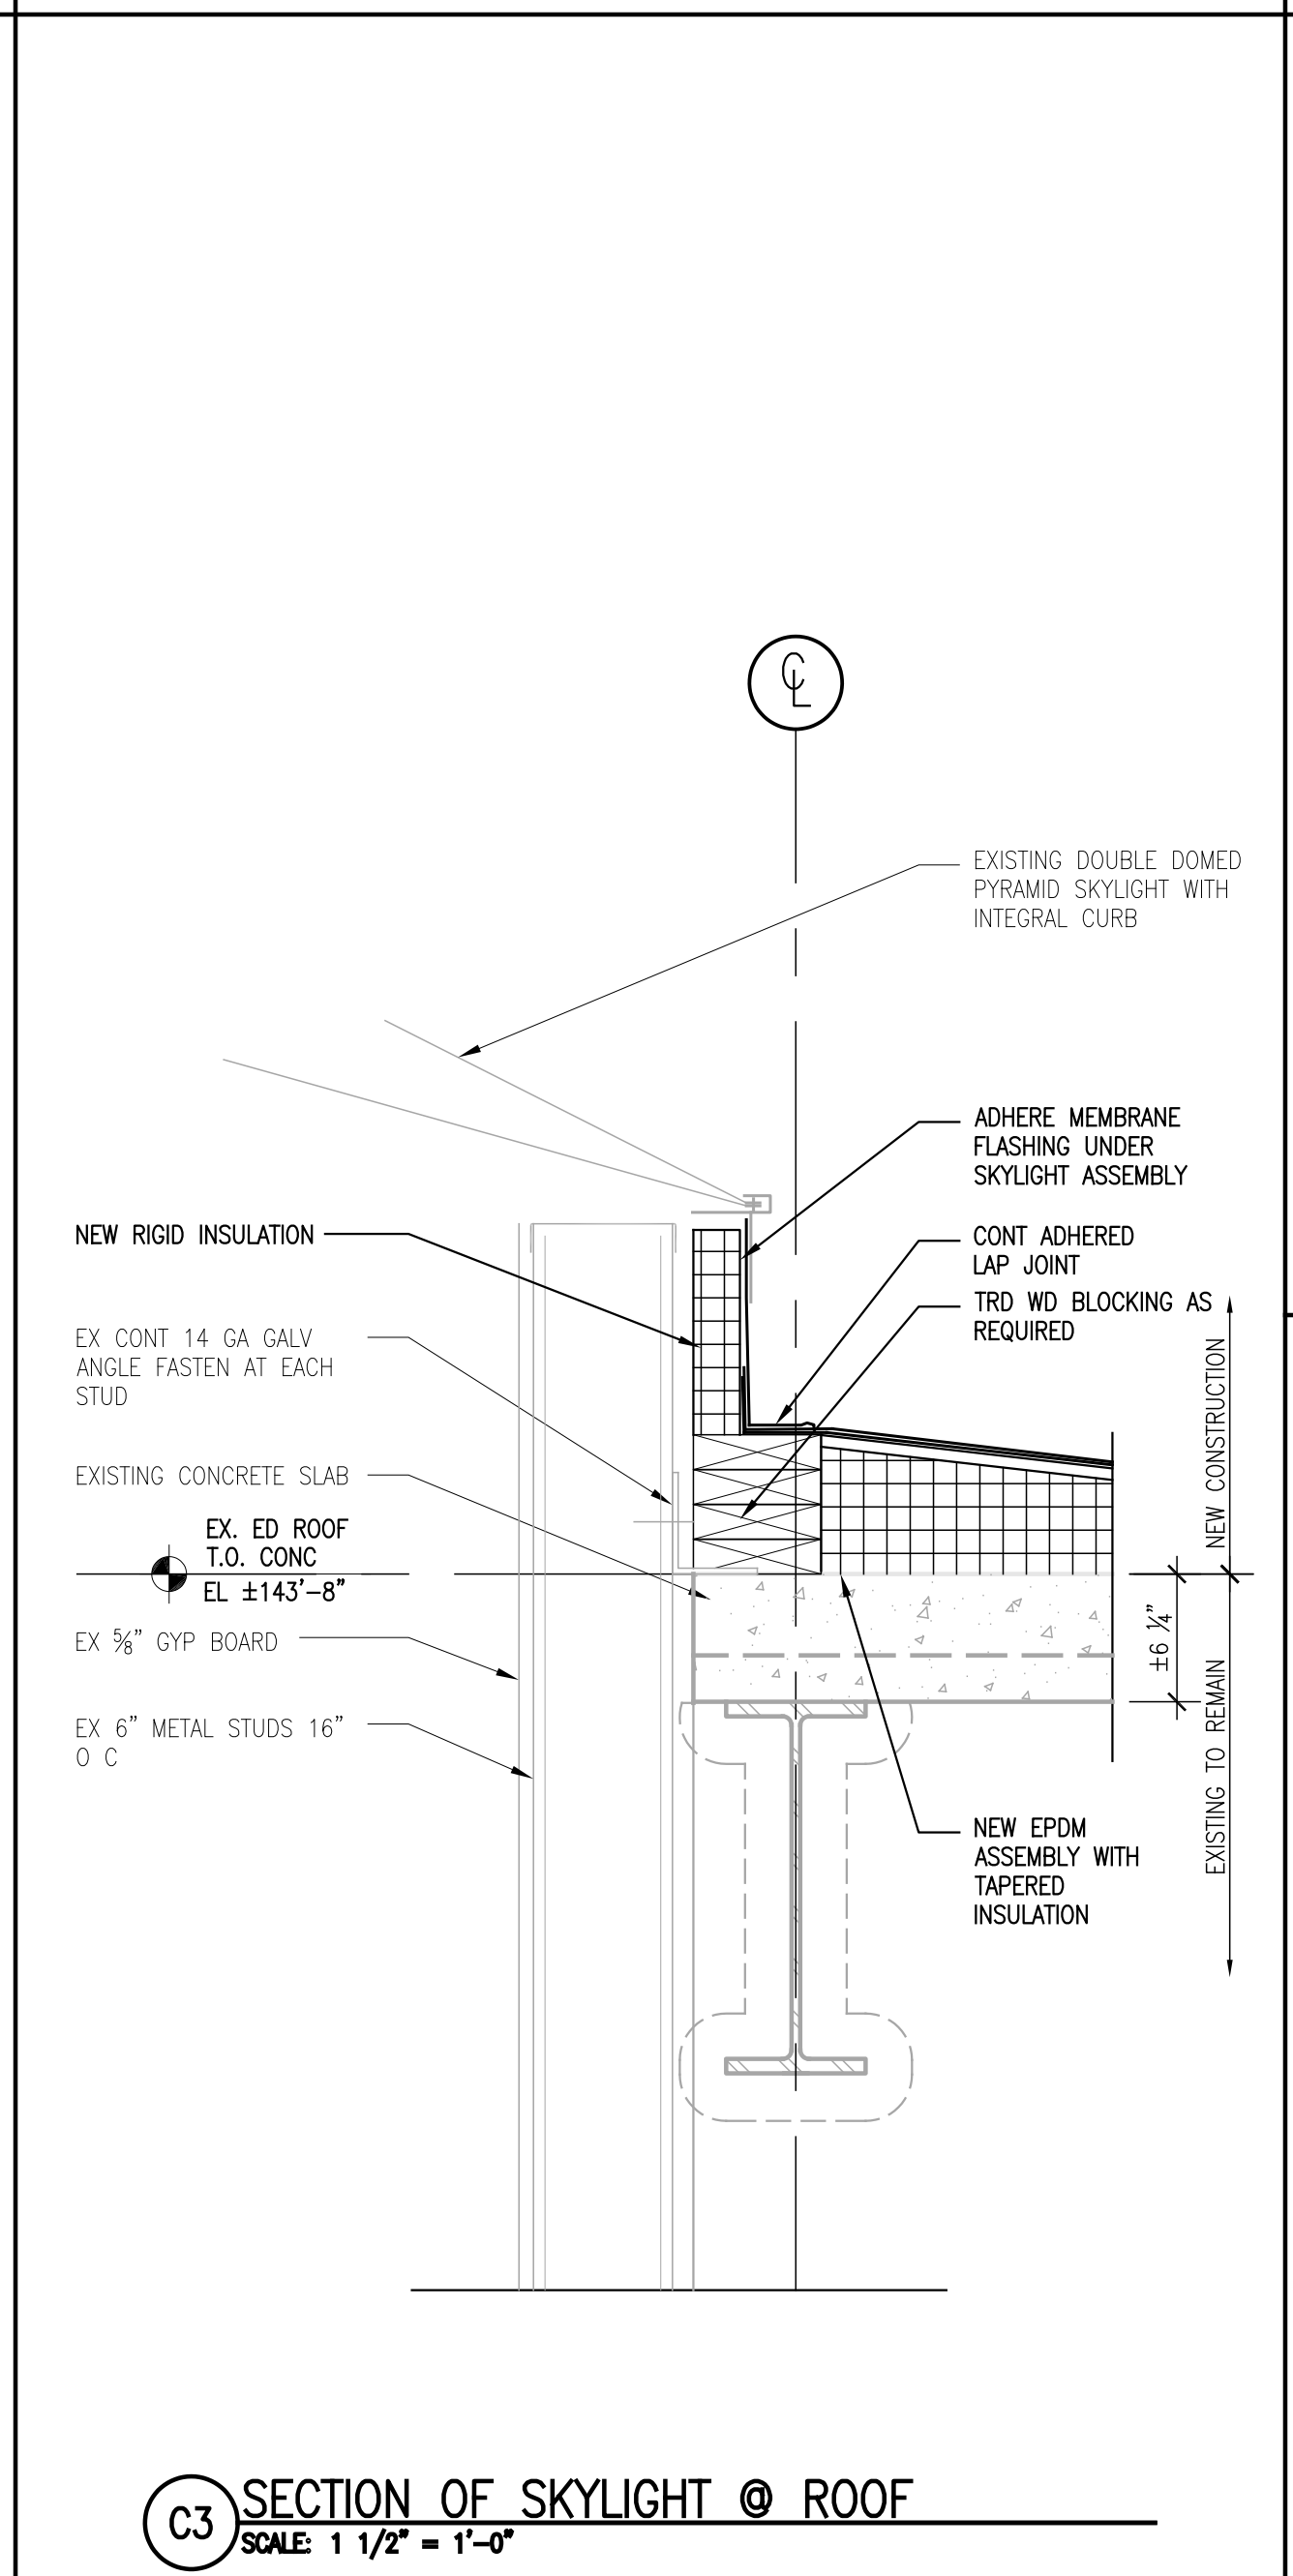 CL
EXISTING DOUBLE DOMED
PYRAMID SKYLIGHT WITH
INTEGRAL CURB
ADHERE MEMBRANE
FLASHING UNDER
SKYLIGHT ASSEMBLY
NEW RIGID INSULATION
CONT ADHERED
LAP JOINT
TRD WD BLOCKING AS
REQUIRED
EX CONT 14 GA GALV
ANGLE FASTEN AT EACH
STUD
NEW CONSTRUCTION
EXISTING CONCRETE SLAB
EX. ED ROOF
T.O. CONC
EL ±143'-8"
±6 1/4"
EX 5/8" GYP BOARD
EX 6" METAL STUDS 16"
O C
EXISTING TO REMAIN
NEW EPDM
ASSEMBLY WITH
TAPERED
INSULATION
C3
SECTION OF SKYLIGHT @ ROOF
SCALE: 1 1/2" = 1'-0"